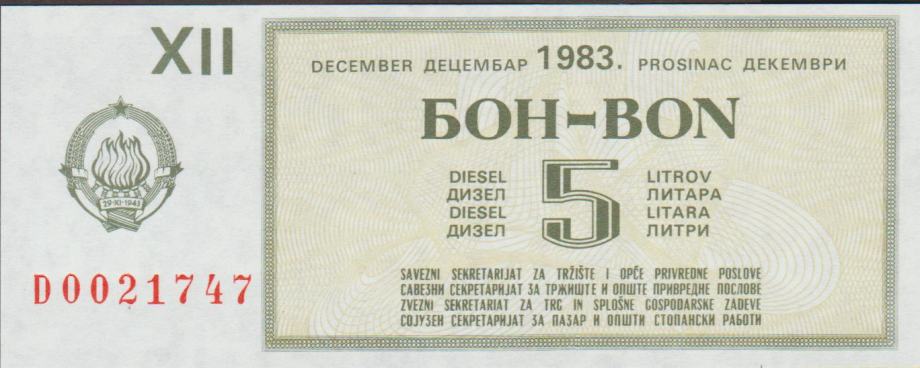 XII
DECEMBER ДЕЦЕМБАР 1983. PROSINAC ДЕКЕМВРИ
БОН-BON
5
DIESEL LITROV
ДИЗЕЛ ЛИТАРА
DIESEL LITARA
ДИЗЕЛ ЛИТРИ
29·XI·1943
D0021747
SAVEZNI SEKRETARIJAT ZA TRŽIŠTE I OPĆE PRIVREDNE POSLOVE
САВЕЗНИ СЕКРЕТАРИЈАТ ЗА ТРЖИШТЕ И ОПШТЕ ПРИВРЕДНЕ ПОСЛОВЕ
ZVEZNI SEKRETARIAT ZA TRG IN SPLOŠNE GOSPODARSKE ZADEVE
СОЈУЗЕН СЕКРЕТАРИЈАТ ЗА ПАЗАР И ОПШТИ СТОПАНСКИ РАБОТИ